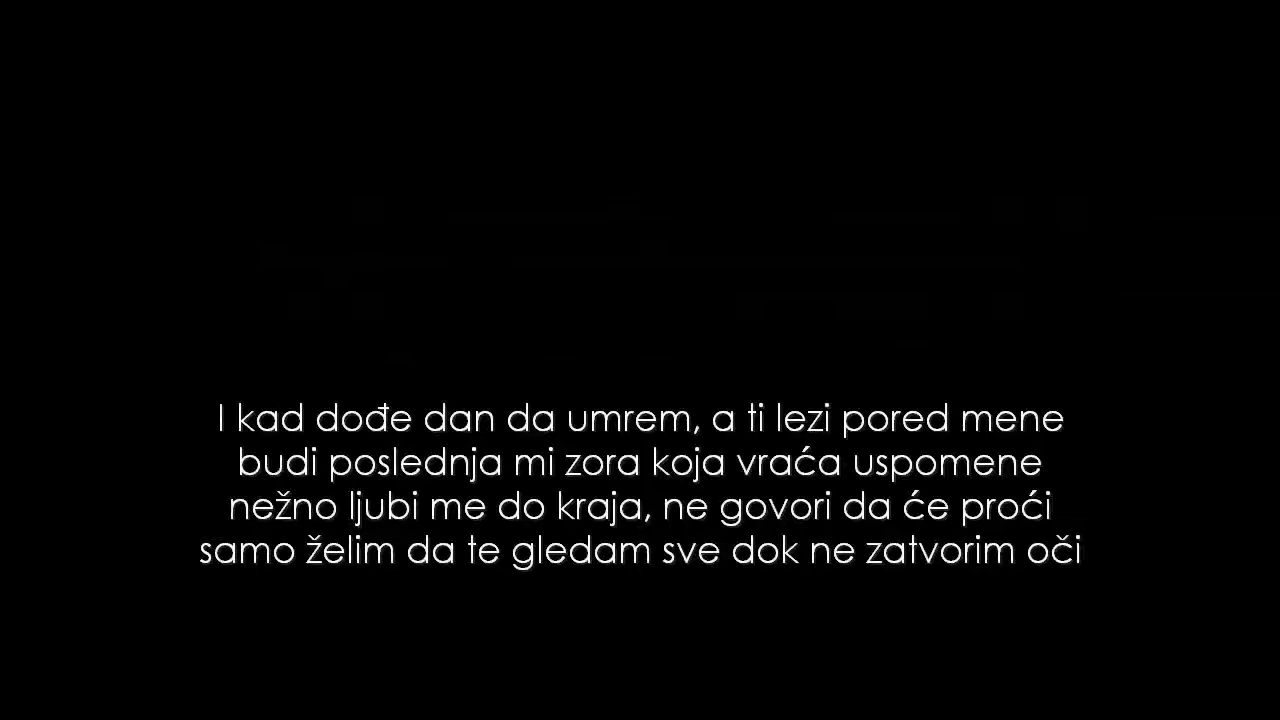 I kad dođe dan da umrem, a ti lezi pored mene
budi poslednja mi zora koja vraća uspomene
nežno ljubi me do kraja, ne govori da će proći
samo želim da te gledam sve dok ne zatvorim oči